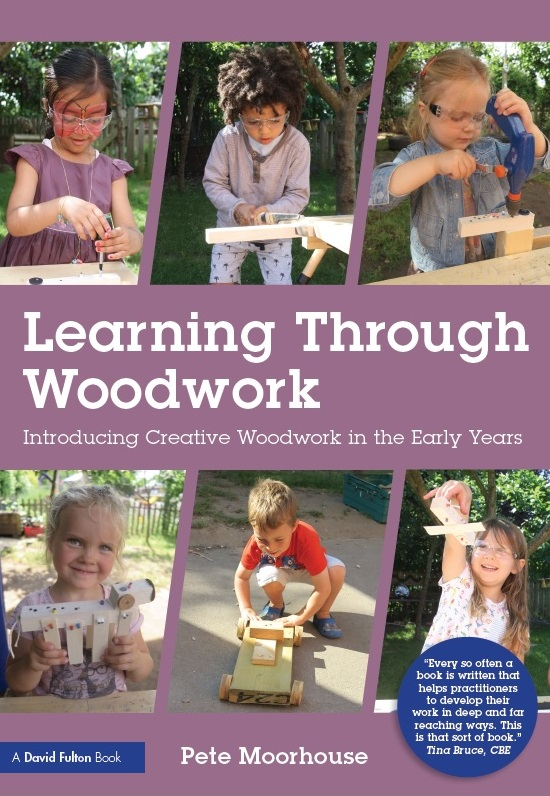 Learning Through
Woodwork
Introducing Creative Woodwork in the Early Years
“Every so often a
book is written that
helps practitioners
to develop their
work in deep and far
reaching ways. This
is that sort of book.”
Tina Bruce, CBE
A David Fulton Book
Pete Moorhouse